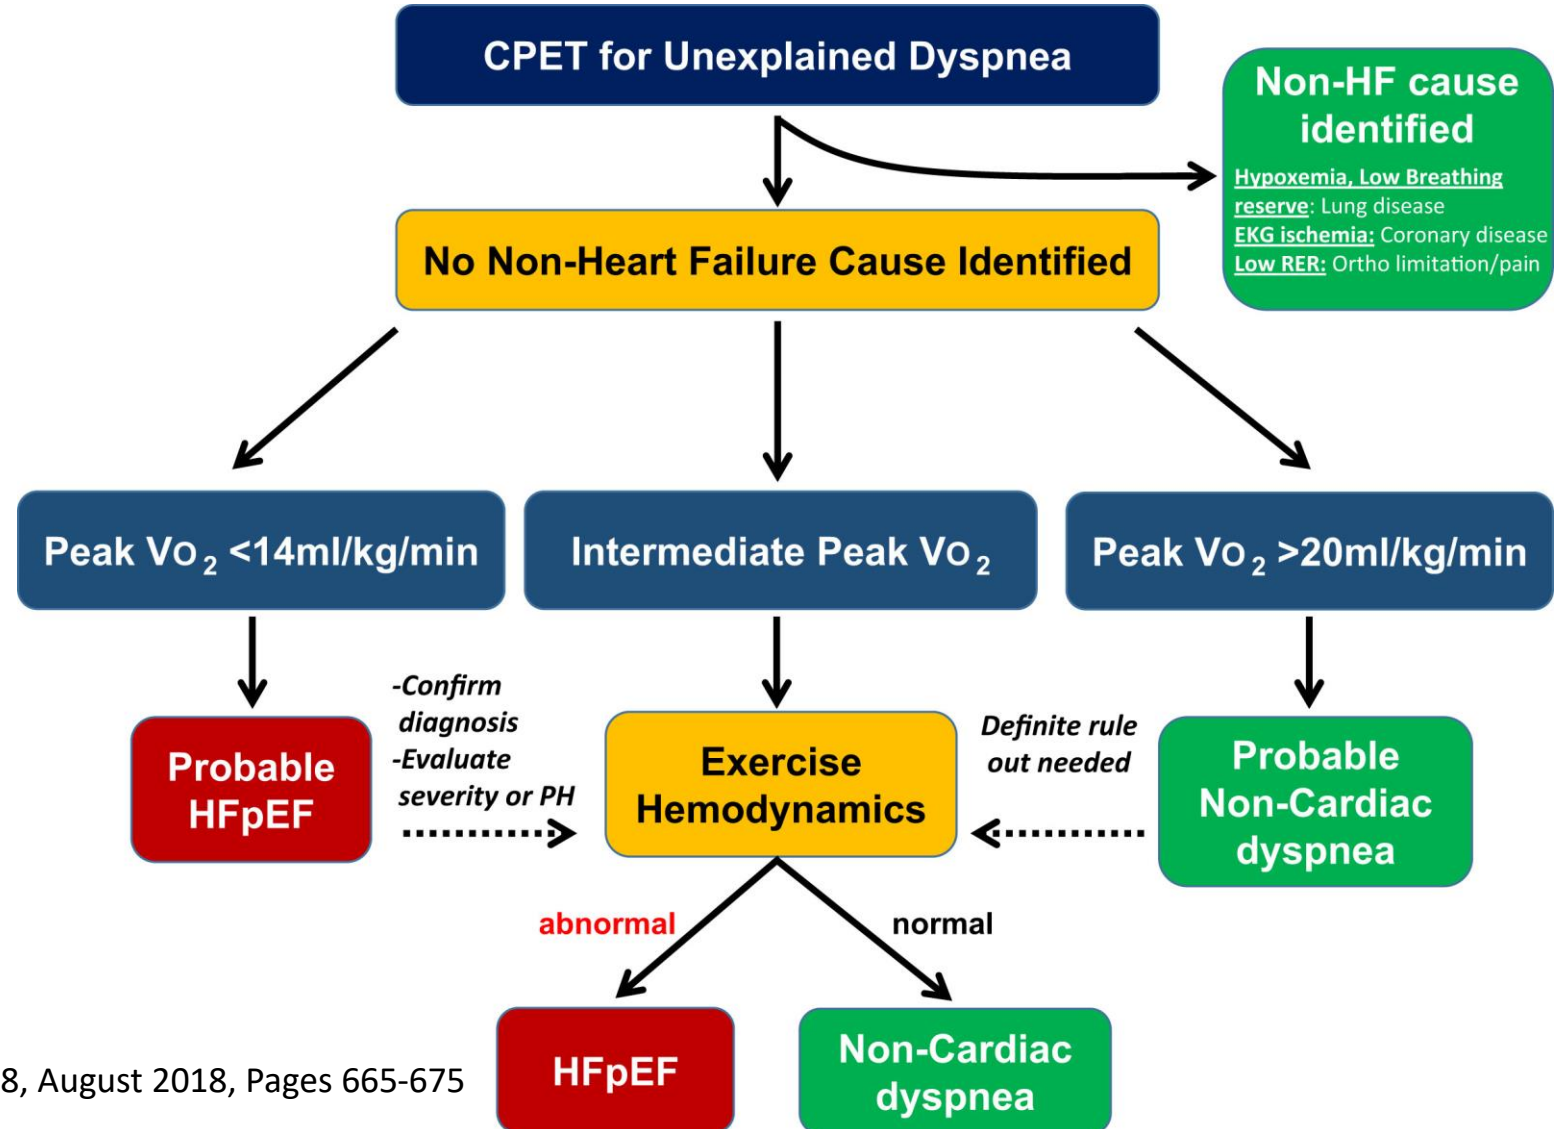 CPET for Unexplained Dyspnea
Non-HF cause
identified
Hypoxemia, Low Breathing
reserve: Lung disease
EKG ischemia: Coronary disease
Low RER: Ortho limitation/pain
No Non-Heart Failure Cause Identified
Peak VO2 <14ml/kg/min
Intermediate Peak VO2
Peak VO2 >20ml/kg/min
-Confirm
diagnosis
-Evaluate
severity or PH
Definite rule
out needed
Probable
HFpEF
Exercise
Hemodynamics
Probable
Non-Cardiac
dyspnea
abnormal
normal
HFpEF
Non-Cardiac
dyspnea
8, August 2018, Pages 665-675